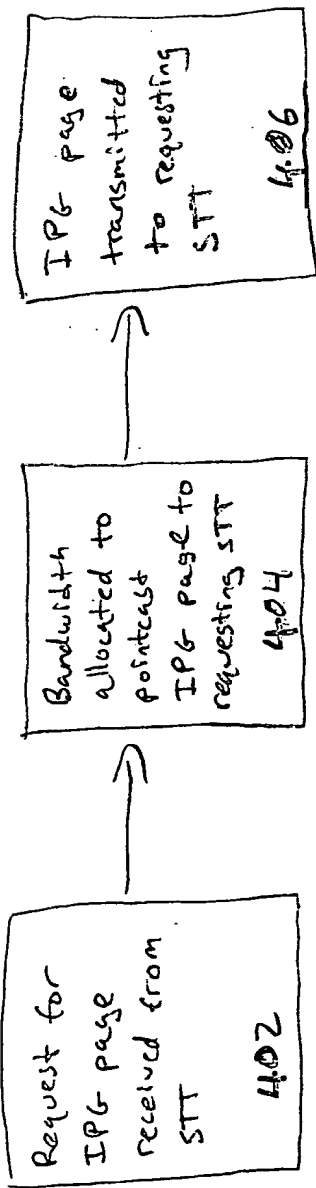 Request for
IPG page
received from
STT
402
Bandwidth
allocated to
pointcast
IPG page to
requesting STT
404
IPG page
transmitted
to requesting
STT
406